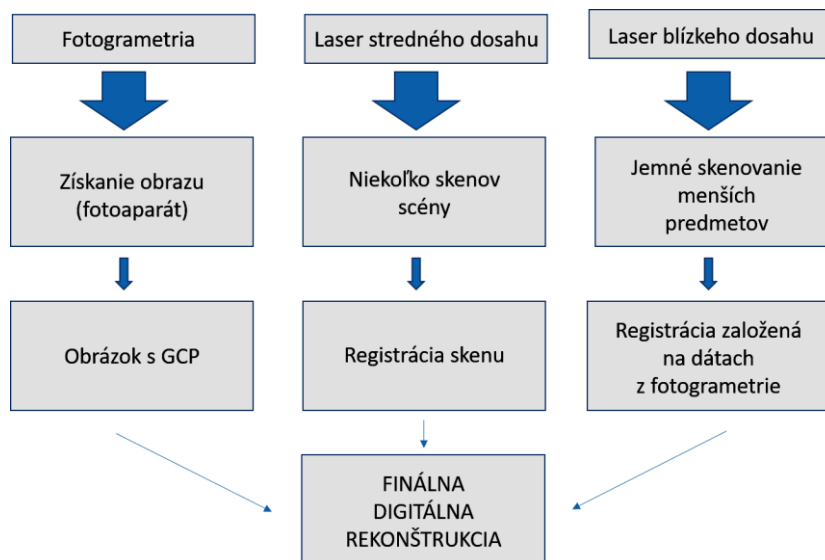 Fotogrametria
Laser stredného dosahu
Laser blízkeho dosahu
Získanie obrazu
(fotoaparát)
Niekoľko skenov
scény
Jemné skenovanie
menších
predmetov
Obrázok s GCP
Registrácia skenu
Registrácia založená
na dátach
z fotogrametrie
FINÁLNA
DIGITÁLNA
REKONŠTRUKCIA